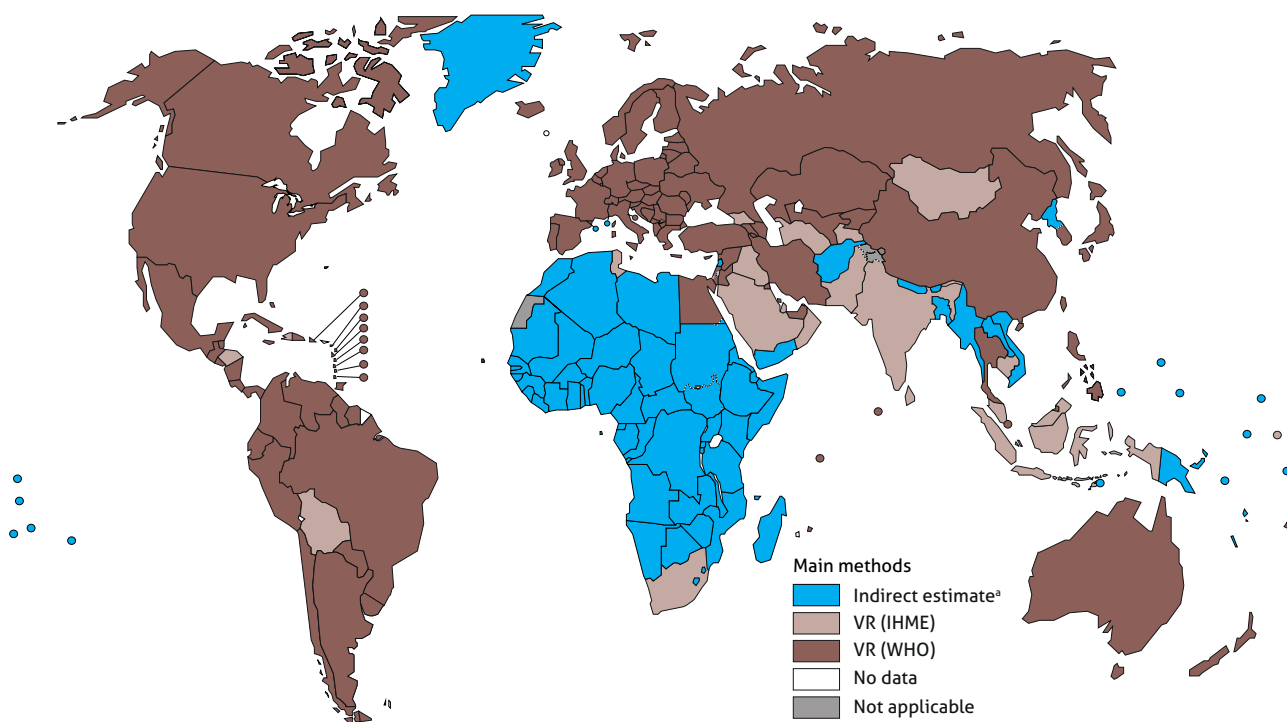 Main methods
Indirect estimateᵃ
VR (IHME)
VR (WHO)
No data
Not applicable